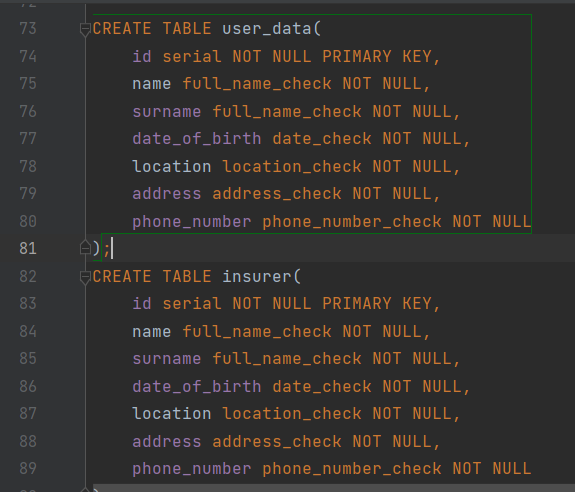 73 CREATE TABLE user_data(
74 id serial NOT NULL PRIMARY KEY,
75 name full_name_check NOT NULL,
76 surname full_name_check NOT NULL,
77 date_of_birth date_check NOT NULL,
78 location location_check NOT NULL,
79 address address_check NOT NULL,
80 phone_number phone_number_check NOT NULL
81 );
82 CREATE TABLE insurer(
83 id serial NOT NULL PRIMARY KEY,
84 name full_name_check NOT NULL,
85 surname full_name_check NOT NULL,
86 date_of_birth date_check NOT NULL,
87 location location_check NOT NULL,
88 address address_check NOT NULL,
89 phone_number phone_number_check NOT NULL